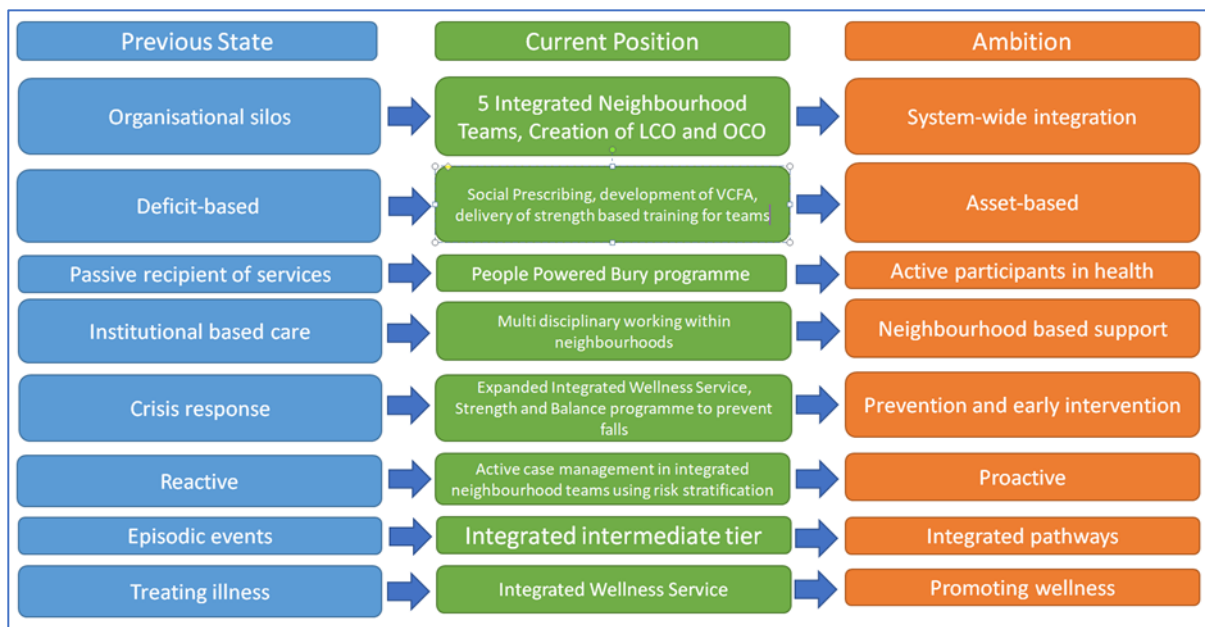 Previous State
Current Position
Ambition
Organisational silos
5 Integrated Neighbourhood
Teams, Creation of LCO and OCO
System-wide integration
Deficit-based
Social Prescribing, development of VCFA,
delivery of strength based training for teams
Asset-based
Passive recipient of services
People Powered Bury programme
Active participants in health
Institutional based care
Multi disciplinary working within
neighbourhoods
Neighbourhood based support
Crisis response
Expanded Integrated Wellness Service,
Strength and Balance programme to prevent
falls
Prevention and early intervention
Reactive
Active case management in integrated
neighbourhood teams using risk stratification
Proactive
Episodic events
Integrated intermediate tier
Integrated pathways
Treating illness
Integrated Wellness Service
Promoting wellness